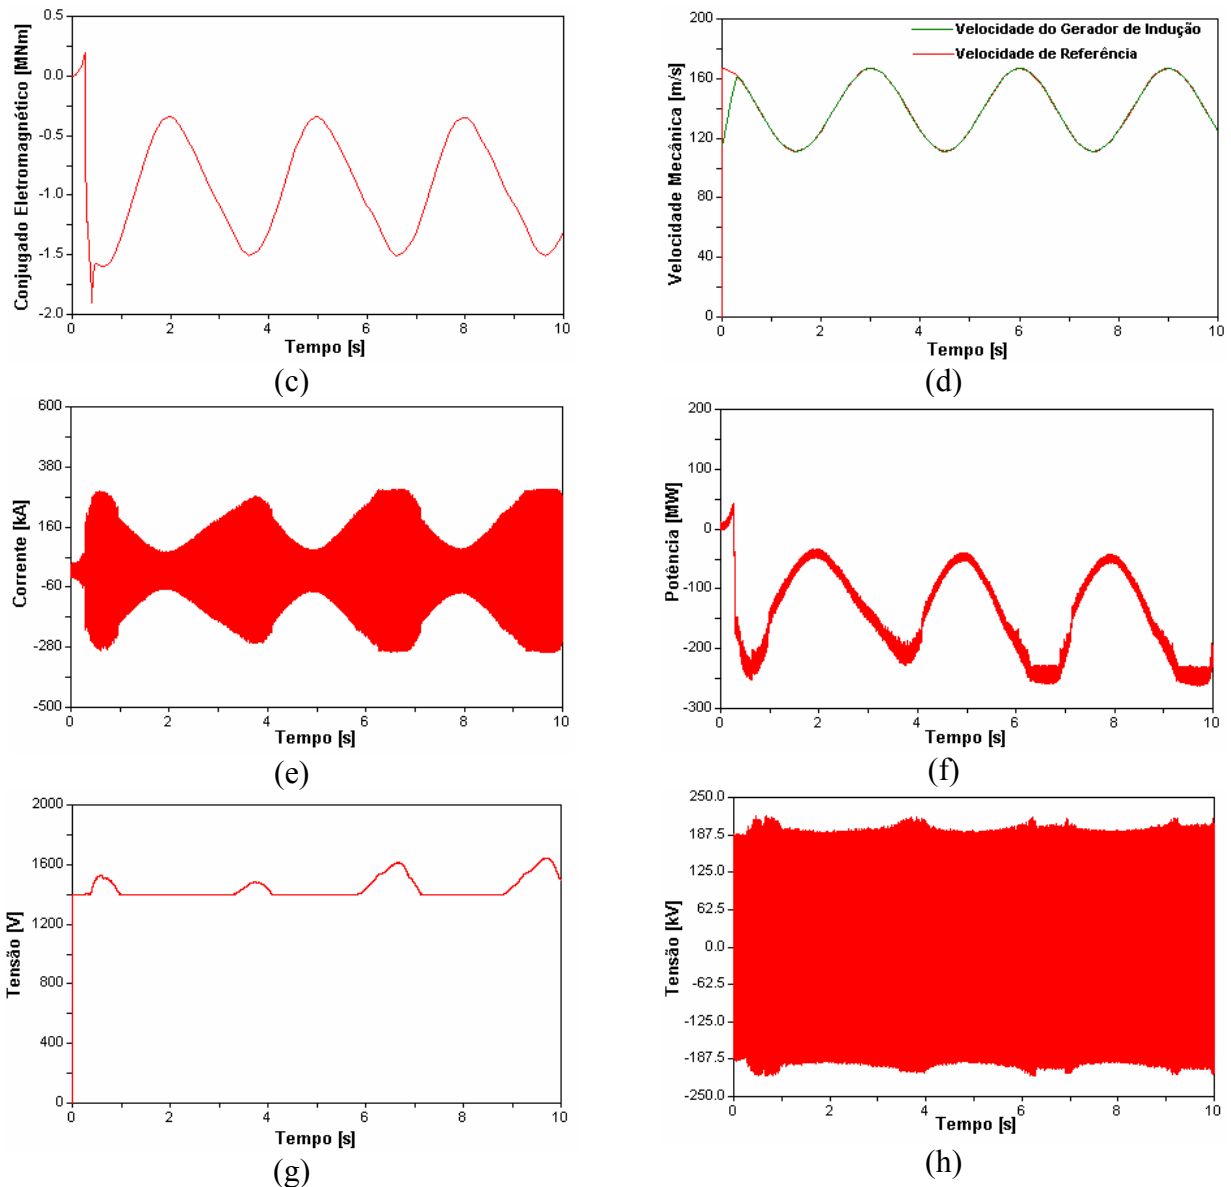 Conjugado Eletromagnético [MNm]
0.5
0.0
-0.5
-1.0
-1.5
-2.0
0 2 4 6 8 10
Tempo [s]
(c)
Velocidade Mecânica [m/s]
200
160
120
80
40
0
Velocidade do Gerador de Indução
Velocidade de Referência
0 2 4 6 8 10
Tempo [s]
(d)
Corrente [kA]
600
380
160
-60
-280
-500
0 2 4 6 8 10
Tempo [s]
(e)
Potência [MW]
200
100
0
-100
-200
-300
0 2 4 6 8 10
Tempo [s]
(f)
Tensão [V]
2000
1600
1200
800
400
0
0 2 4 6 8 10
Tempo [s]
(g)
Tensão [kV]
250.0
187.5
125.0
62.5
0.0
-62.5
-125.0
-187.5
-250.0
0 2 4 6 8 10
Tempo [s]
(h)